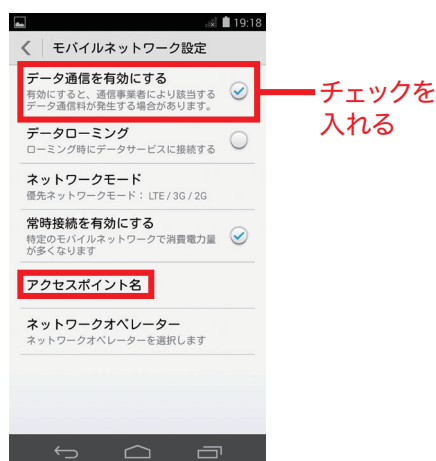 19:18
モバイルネットワーク設定
データ通信を有効にする
有効にすると、通信事業者により該当する
データ通信料が発生する場合があります。
チェックを
入れる
データローミング
ローミング時にデータサービスに接続する
ネットワークモード
優先ネットワークモード： LTE / 3G / 2G
常時接続を有効にする
特定のモバイルネットワークで消費電力量
が多くなります
アクセスポイント名
ネットワークオペレーター
ネットワークオペレーターを選択します